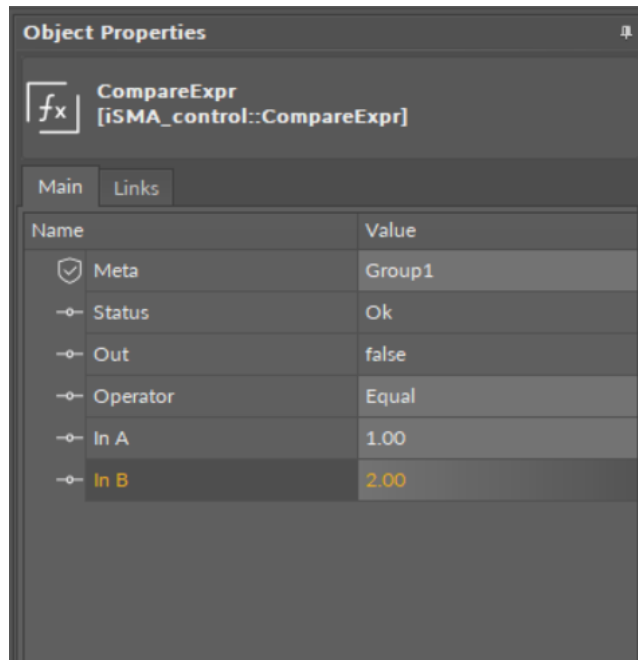 Object Properties
fx
CompareExpr
[iSMA_control::CompareExpr]
Main Links
Name Value
Meta Group1
Status Ok
Out false
Operator Equal
In A 1.00
In B 2.00